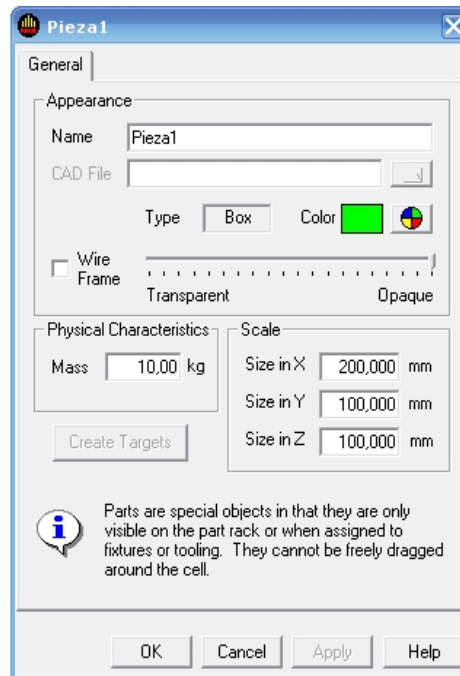 Pieza1
General
Appearance
Name Pieza1
CAD File
Type Box Color
Wire Frame
Transparent Opaque
Physical Characteristics
Mass 10,00 kg
Create Targets
Scale
Size in X 200,000 mm
Size in Y 100,000 mm
Size in Z 100,000 mm
Parts are special objects in that they are only
visible on the part rack or when assigned to
fixtures or tooling. They cannot be freely dragged
around the cell.
OK Cancel Apply Help